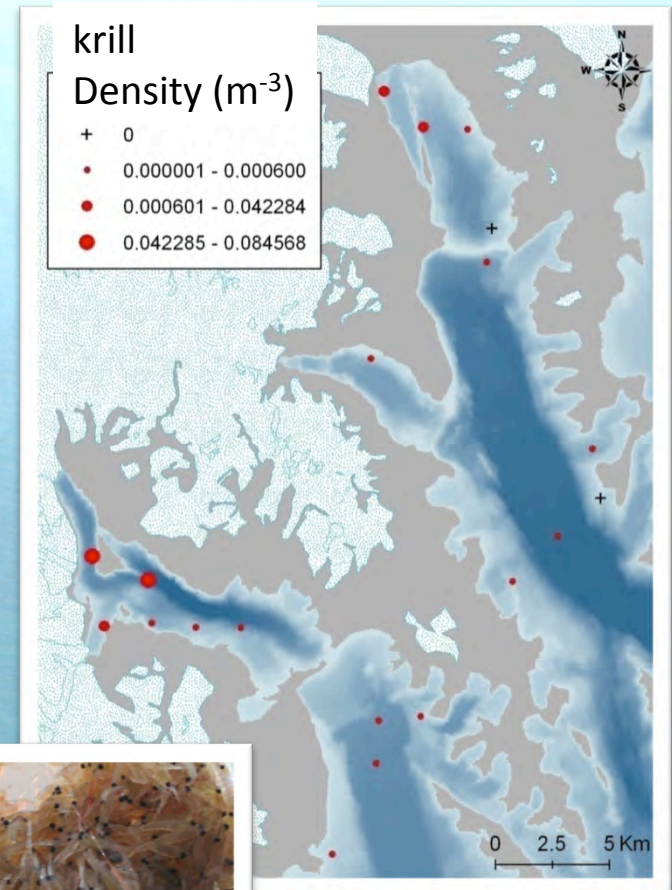 krill
Density (m-3)
+ 0
0.000001 - 0.000600
0.000601 - 0.042284
0.042285 - 0.084568
N
W E
S
0 2.5 5 Km